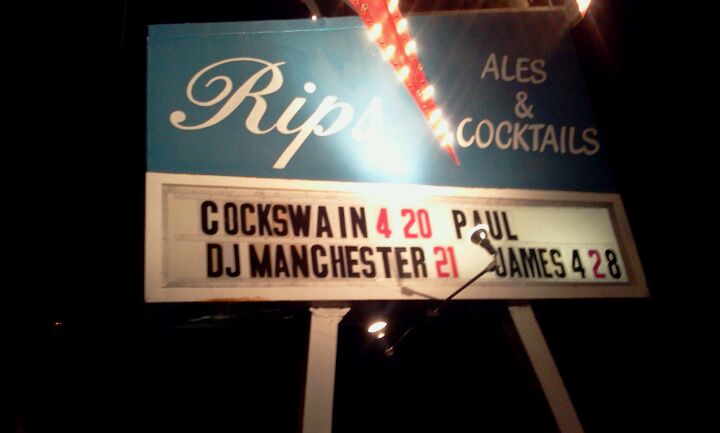 Rips
ALES
&
COCKTAILS
COCKSWAIN 4 20 PAUL
DJ MANCHESTER 21 JAMES 4 28